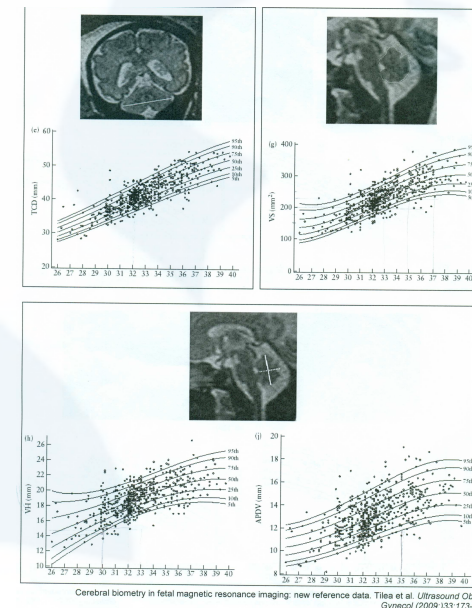 (e)
60
50
40
30
20
TCD (mm)
95th
90th
75th
50th
25th
10th
5th
26 27 28 29 30 31 32 33 34 35 36 37 38 39 40
(g)
400
300
200
100
0
VS (mm²)
26 27 28 29 30 31 32 33 34 35 36 37 38 39 40
(h)
26
24
22
20
18
16
14
12
10
VH (mm)
95th
90th
75th
50th
25th
10th
5th
26 27 28 29 30 31 32 33 34 35 36 37 38 39 40
(j)
20
18
16
14
12
10
8
APDV (mm)
95th
90th
75th
50th
25th
10th
5th
26 27 28 29 30 31 32 33 34 35 36 37 38 39 40
Cerebral biometry in fetal magnetic resonance imaging: new reference data. Tilea et al. Ultrasound Ob
Gynecol (2009;133:173